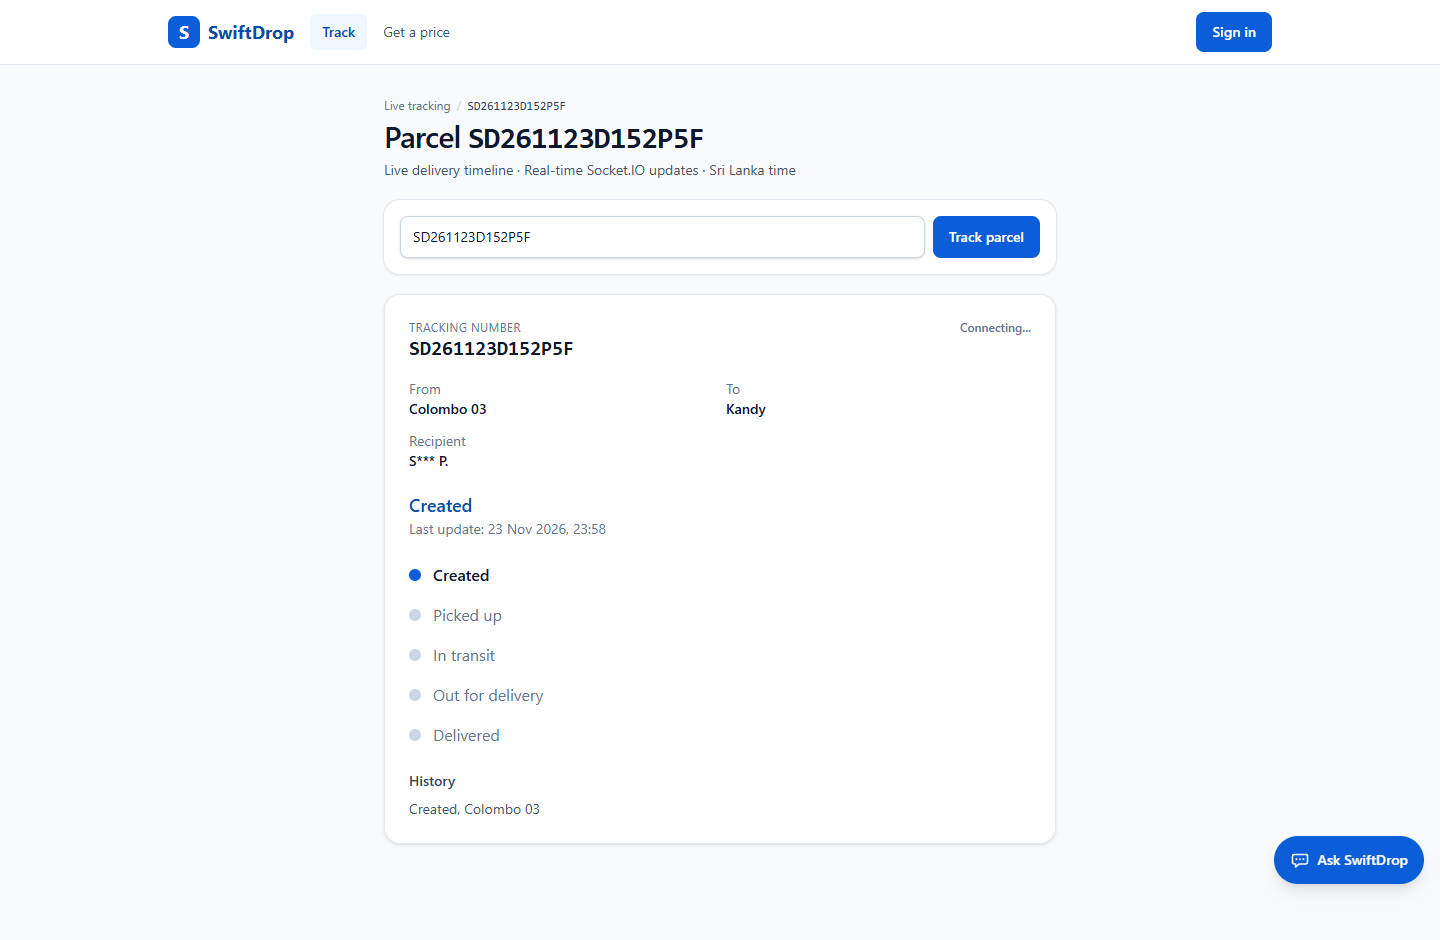 S SwiftDrop Track Get a price Sign in
Live tracking / SD261123D152P5F
Parcel SD261123D152P5F
Live delivery timeline · Real-time Socket.IO updates · Sri Lanka time
SD261123D152P5F Track parcel
TRACKING NUMBER Connecting...
SD261123D152P5F
From To
Colombo 03 Kandy
Recipient
S*** P.
Created
Last update: 23 Nov 2026, 23:58
Created
Picked up
In transit
Out for delivery
Delivered
History
Created, Colombo 03
Ask SwiftDrop